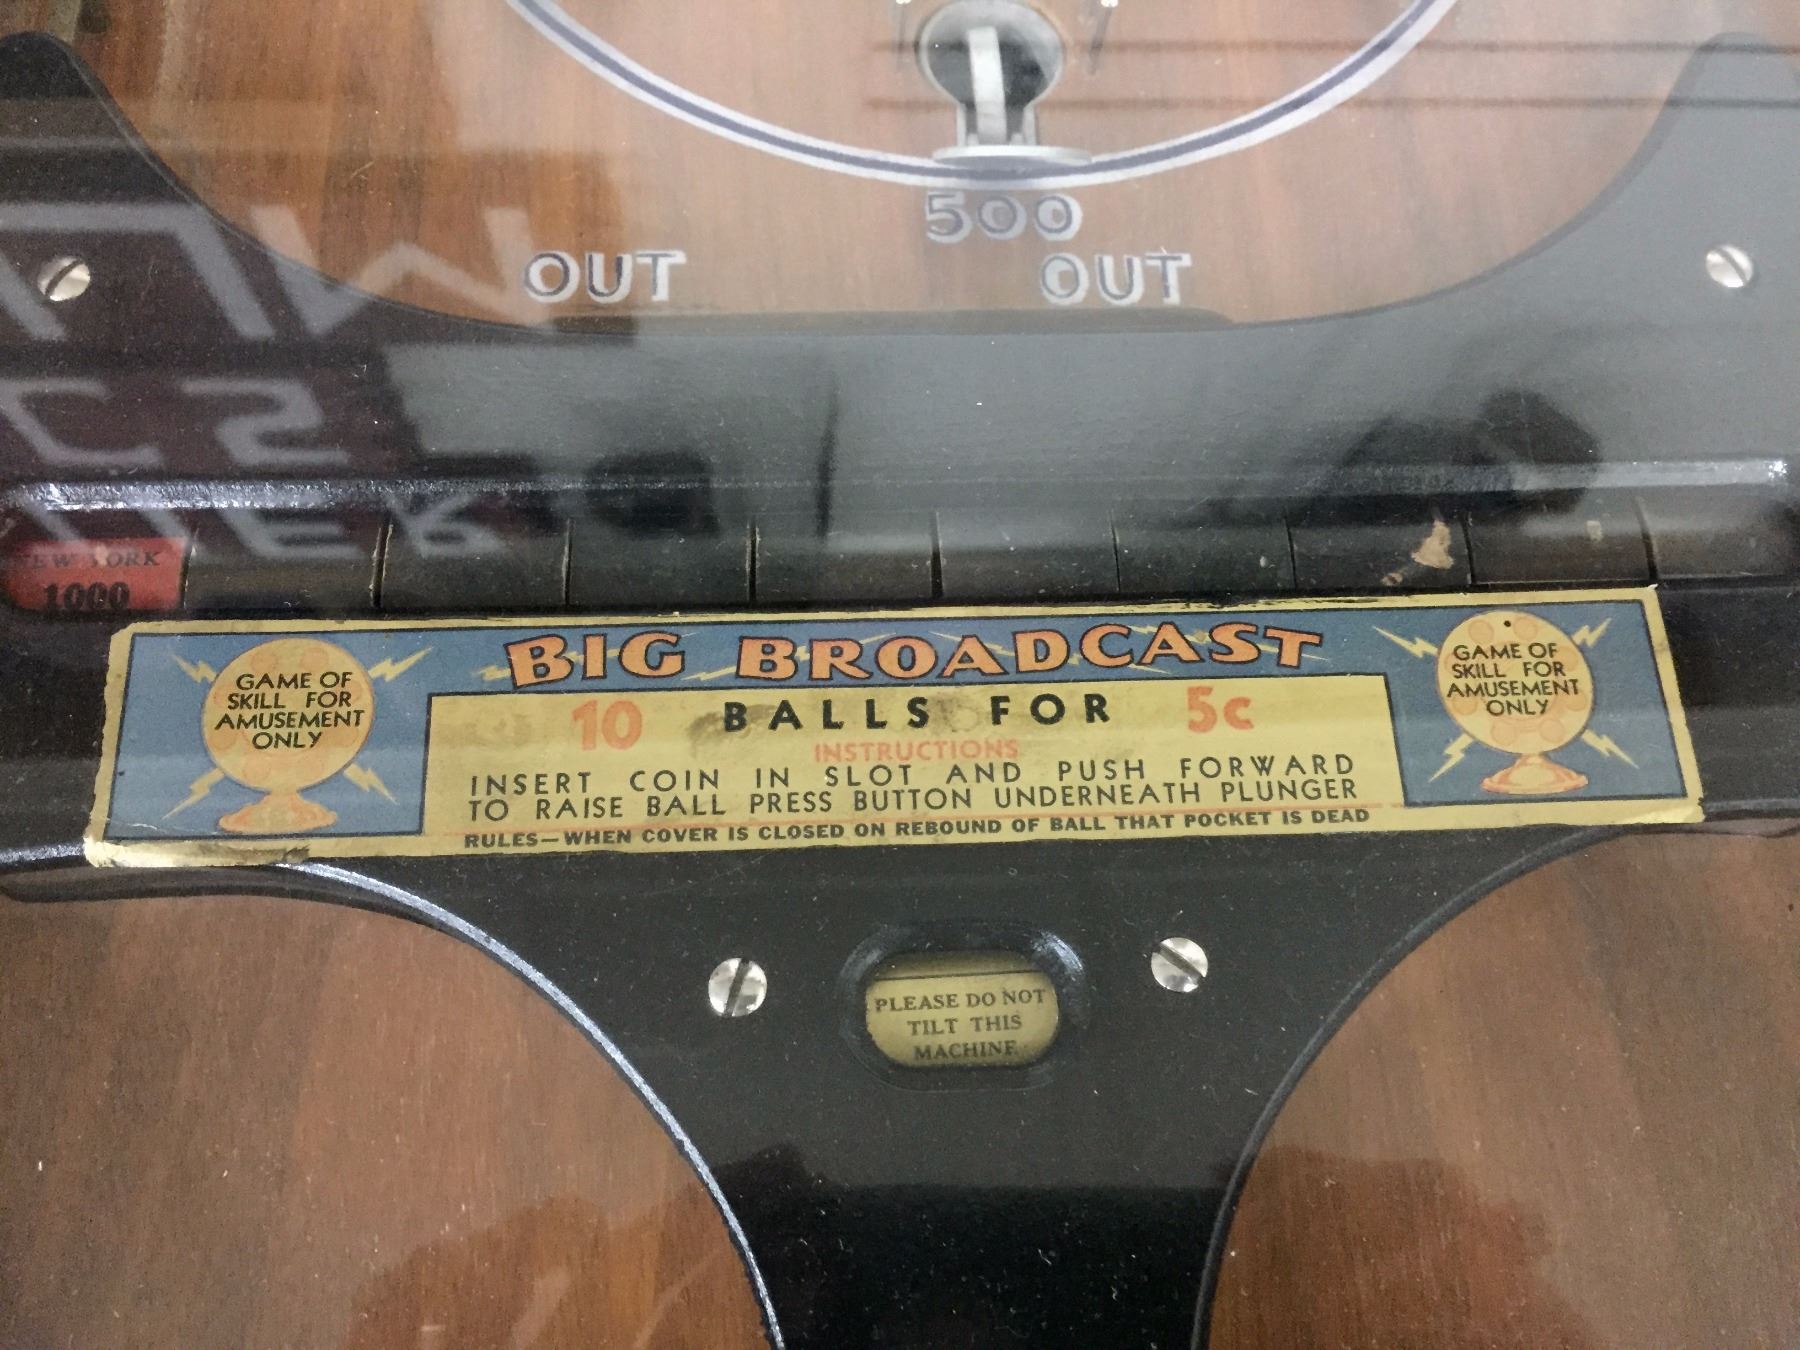 500
OUT OUT
NEW YORK
1000
BIG BROADCAST
GAME OF
SKILL FOR
AMUSEMENT
ONLY
10 BALLS FOR 5c
INSTRUCTIONS
INSERT COIN IN SLOT AND PUSH FORWARD
TO RAISE BALL PRESS BUTTON UNDERNEATH PLUNGER
RULES—WHEN COVER IS CLOSED ON REBOUND OF BALL THAT POCKET IS DEAD
GAME OF
SKILL FOR
AMUSEMENT
ONLY
PLEASE DO NOT
TILT THIS
MACHINE